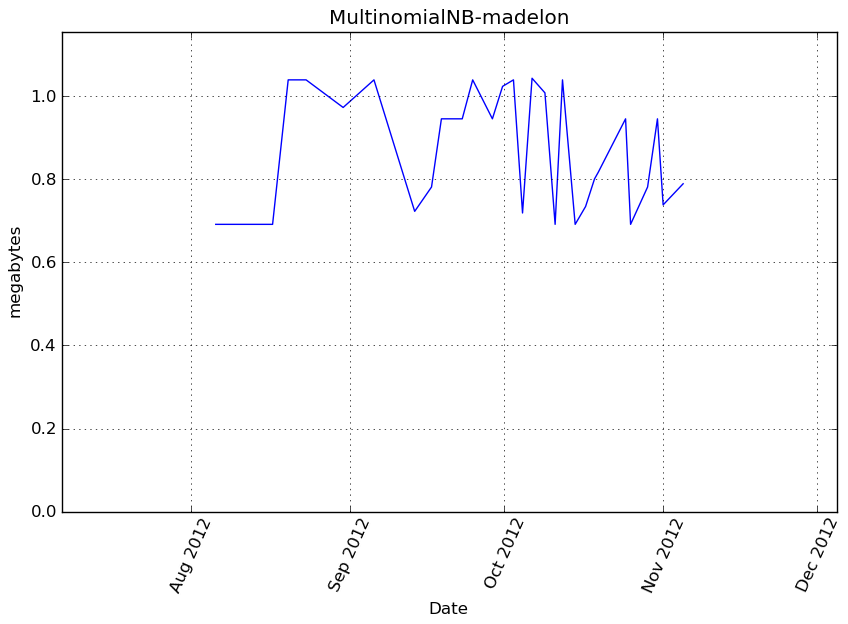 MultinomialNB-madelon
megabytes
1.0
0.8
0.6
0.4
0.2
0.0
Aug 2012
Sep 2012
Oct 2012
Nov 2012
Dec 2012
Date